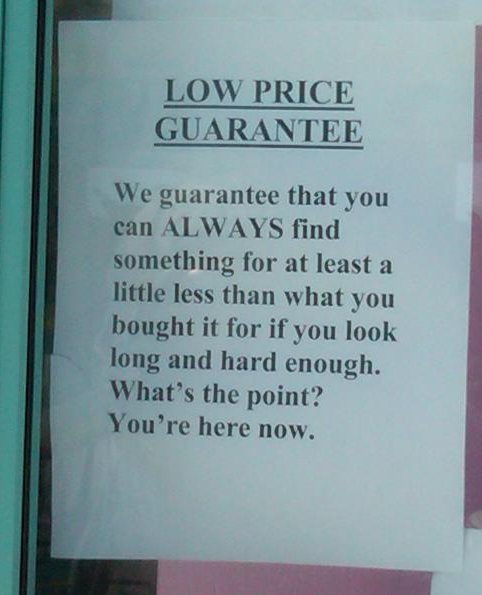 LOW PRICE
GUARANTEE
We guarantee that you
can ALWAYS find
something for at least a
little less than what you
bought it for if you look
long and hard enough.
What's the point?
You're here now.